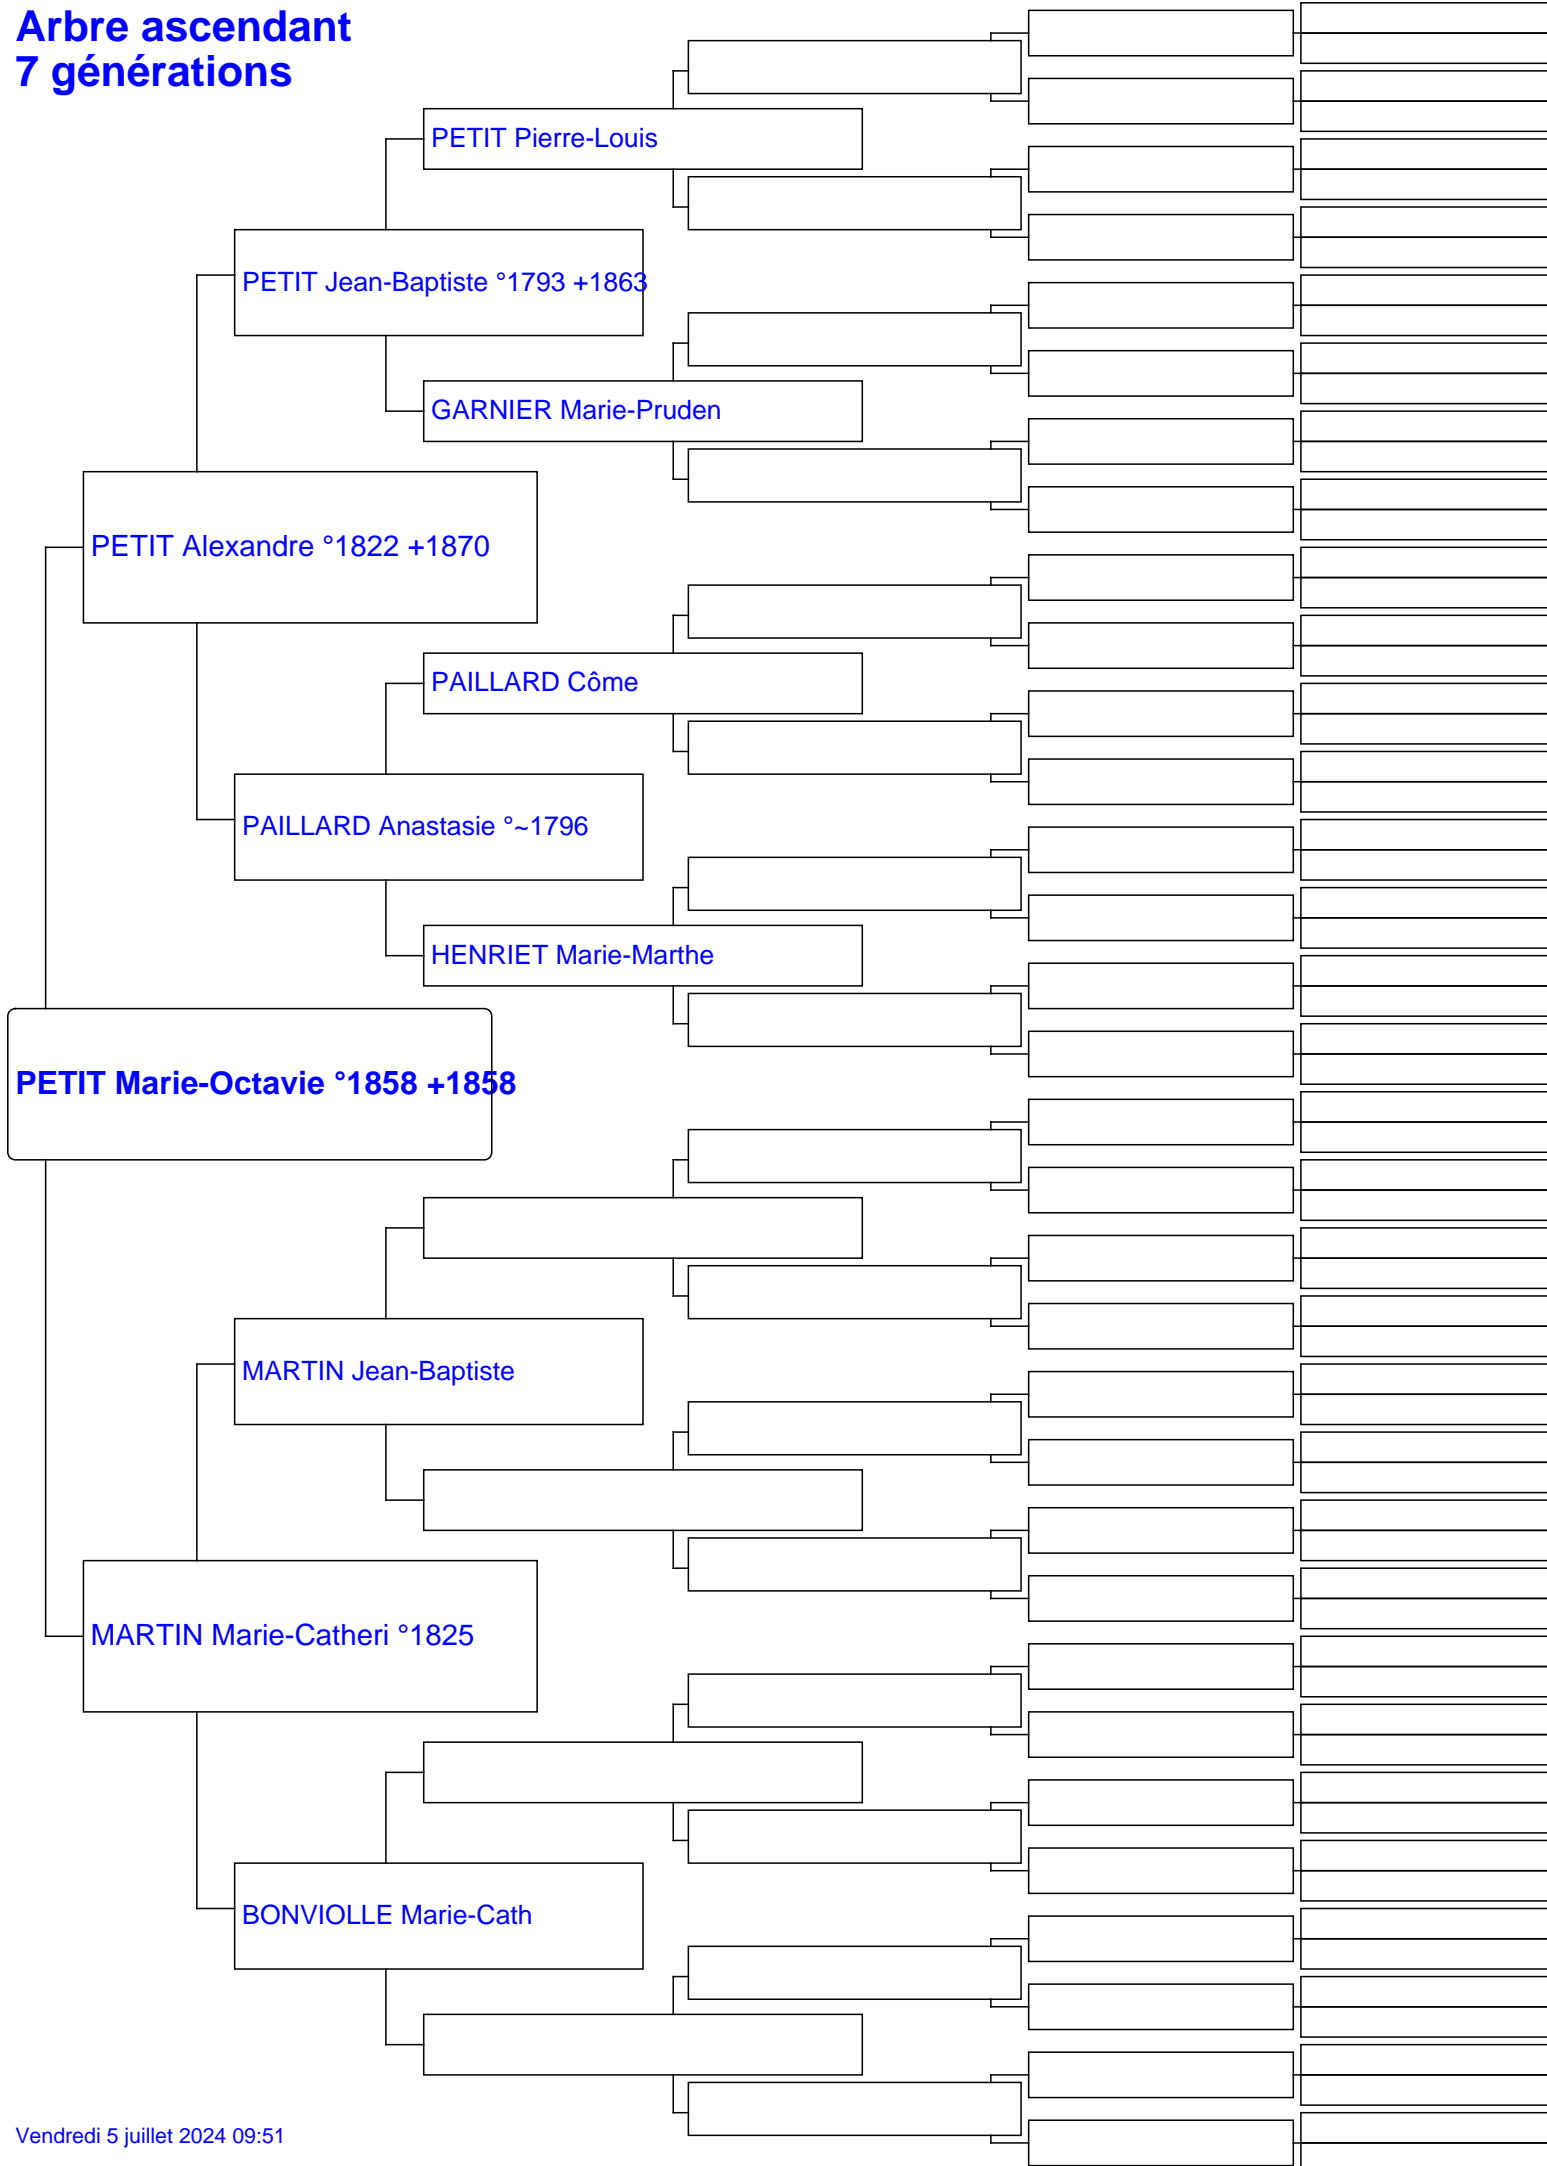 Arbre ascendant
7 générations
PETIT Pierre-Louis
PETIT Jean-Baptiste °1793 +1863
GARNIER Marie-Pruden
PETIT Alexandre °1822 +1870
PAILLARD Côme
PAILLARD Anastasie °~1796
HENRIET Marie-Marthe
PETIT Marie-Octavie °1858 +1858
MARTIN Jean-Baptiste
MARTIN Marie-Catheri °1825
BONVIOLLE Marie-Cath
Vendredi 5 juillet 2024 09:51